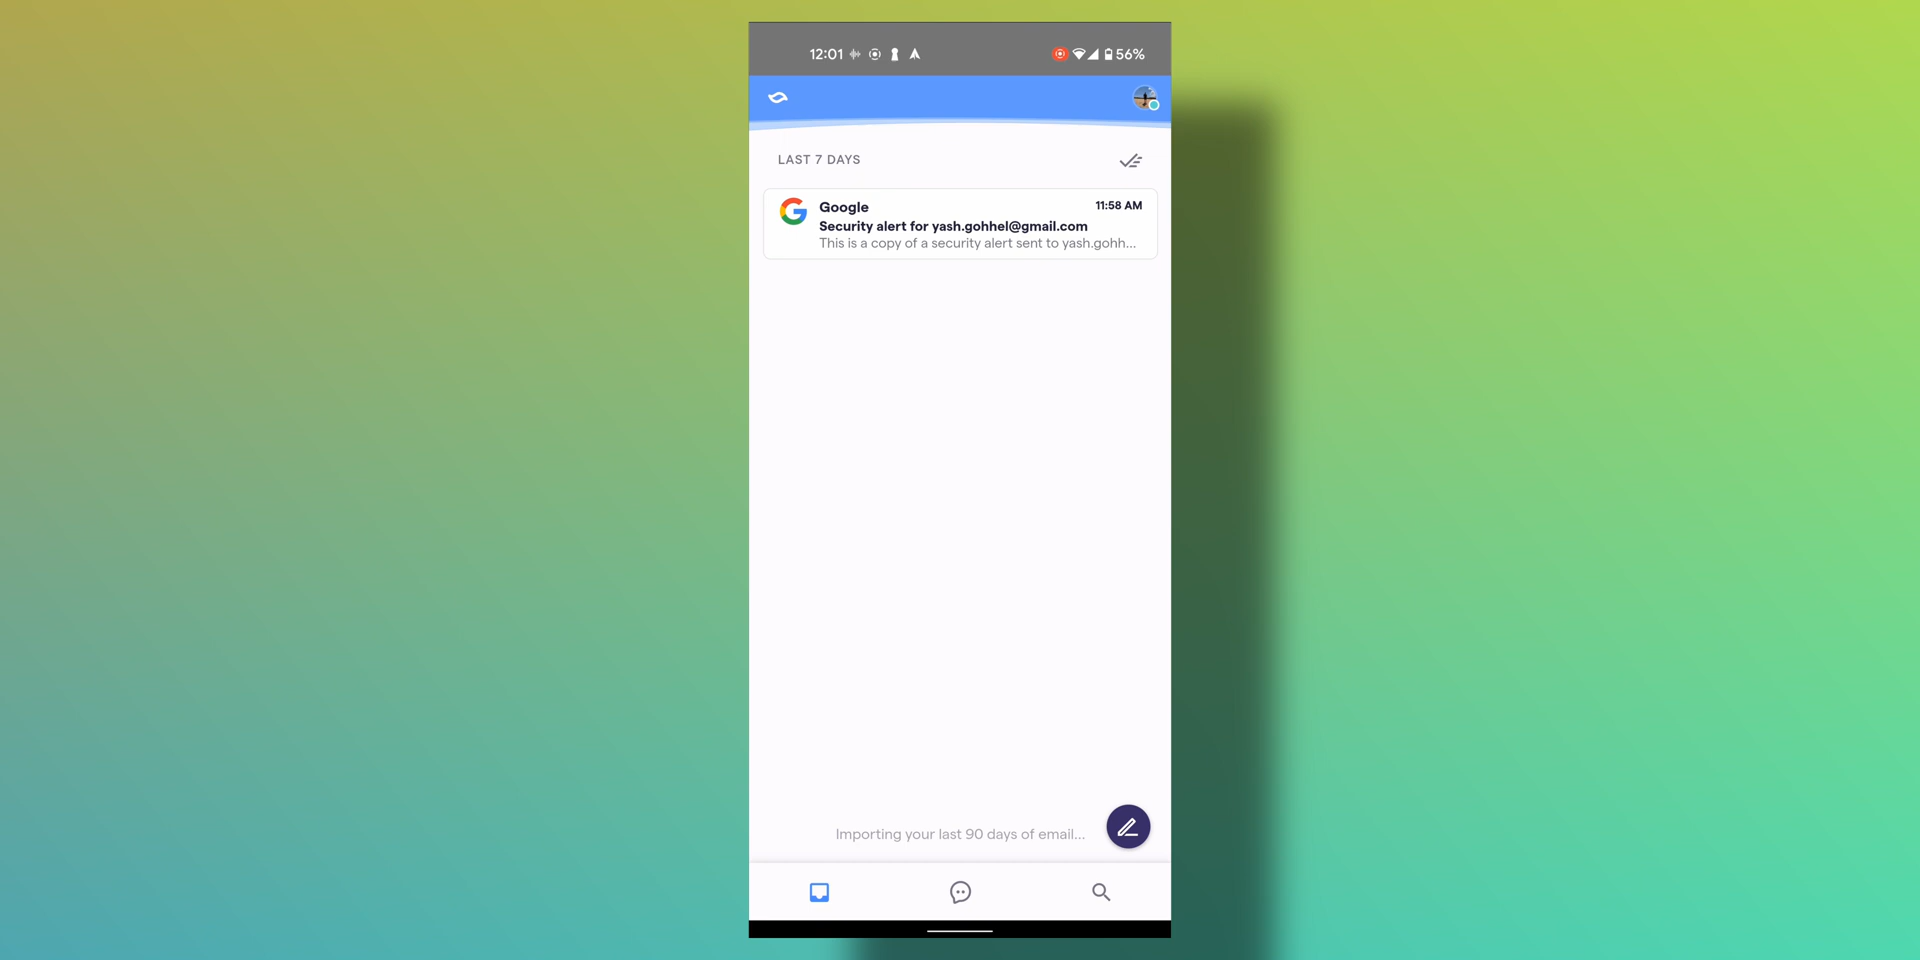 12:01
56%
LAST 7 DAYS
Google
11:58 AM
Security alert for yash.gohhel@gmail.com
This is a copy of a security alert sent to yash.gohh...
Importing your last 90 days of email...